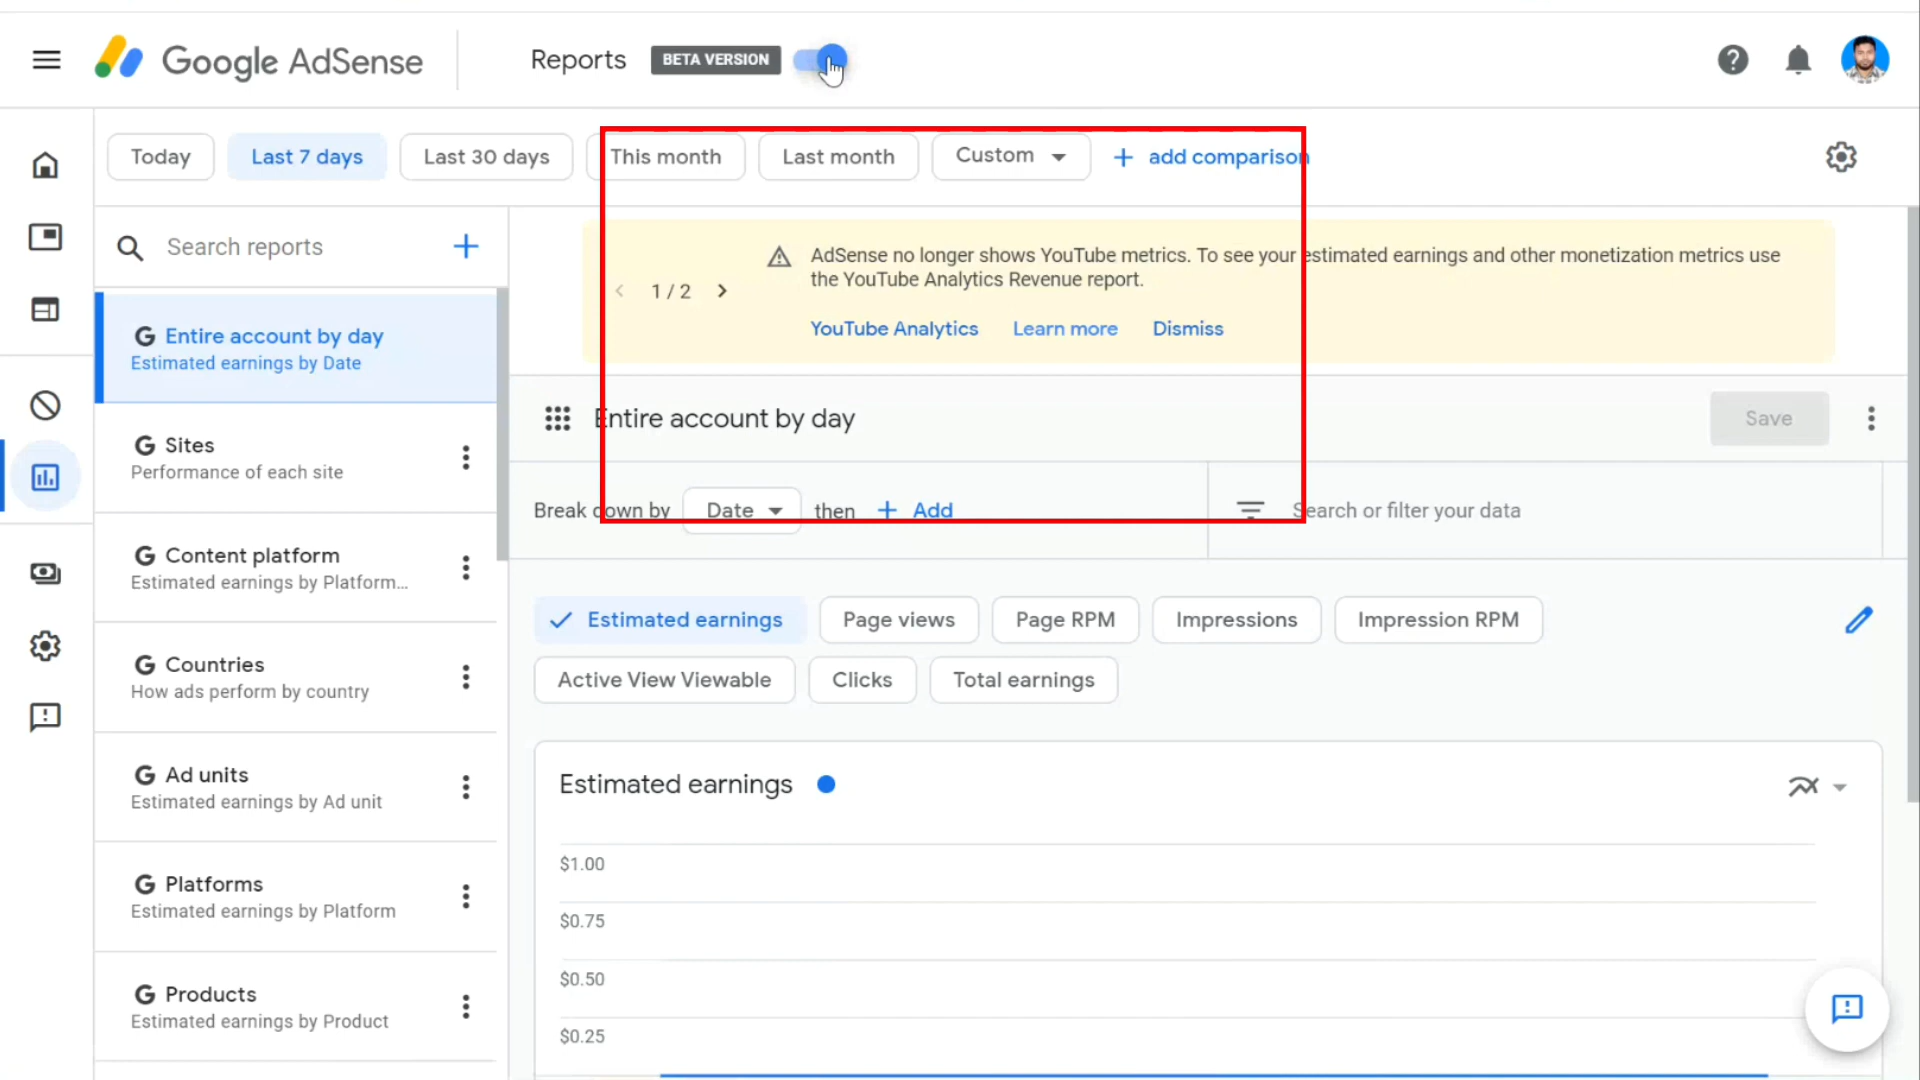 Google AdSense
Reports
BETA VERSION
Today
Last 7 days
Last 30 days
This month
Last month
Custom
+ add comparison
Search reports
Entire account by day
Estimated earnings by Date
Sites
Performance of each site
Content platform
Estimated earnings by Platform...
Countries
How ads perform by country
Ad units
Estimated earnings by Ad unit
Platforms
Estimated earnings by Platform
Products
Estimated earnings by Product
1 / 2
AdSense no longer shows YouTube metrics. To see your estimated earnings and other monetization metrics use
the YouTube Analytics Revenue report.
YouTube Analytics
Learn more
Dismiss
Entire account by day
Save
Break down by Date then + Add
Search or filter your data
Estimated earnings
Page views
Page RPM
Impressions
Impression RPM
Active View Viewable
Clicks
Total earnings
Estimated earnings
$1.00
$0.75
$0.50
$0.25